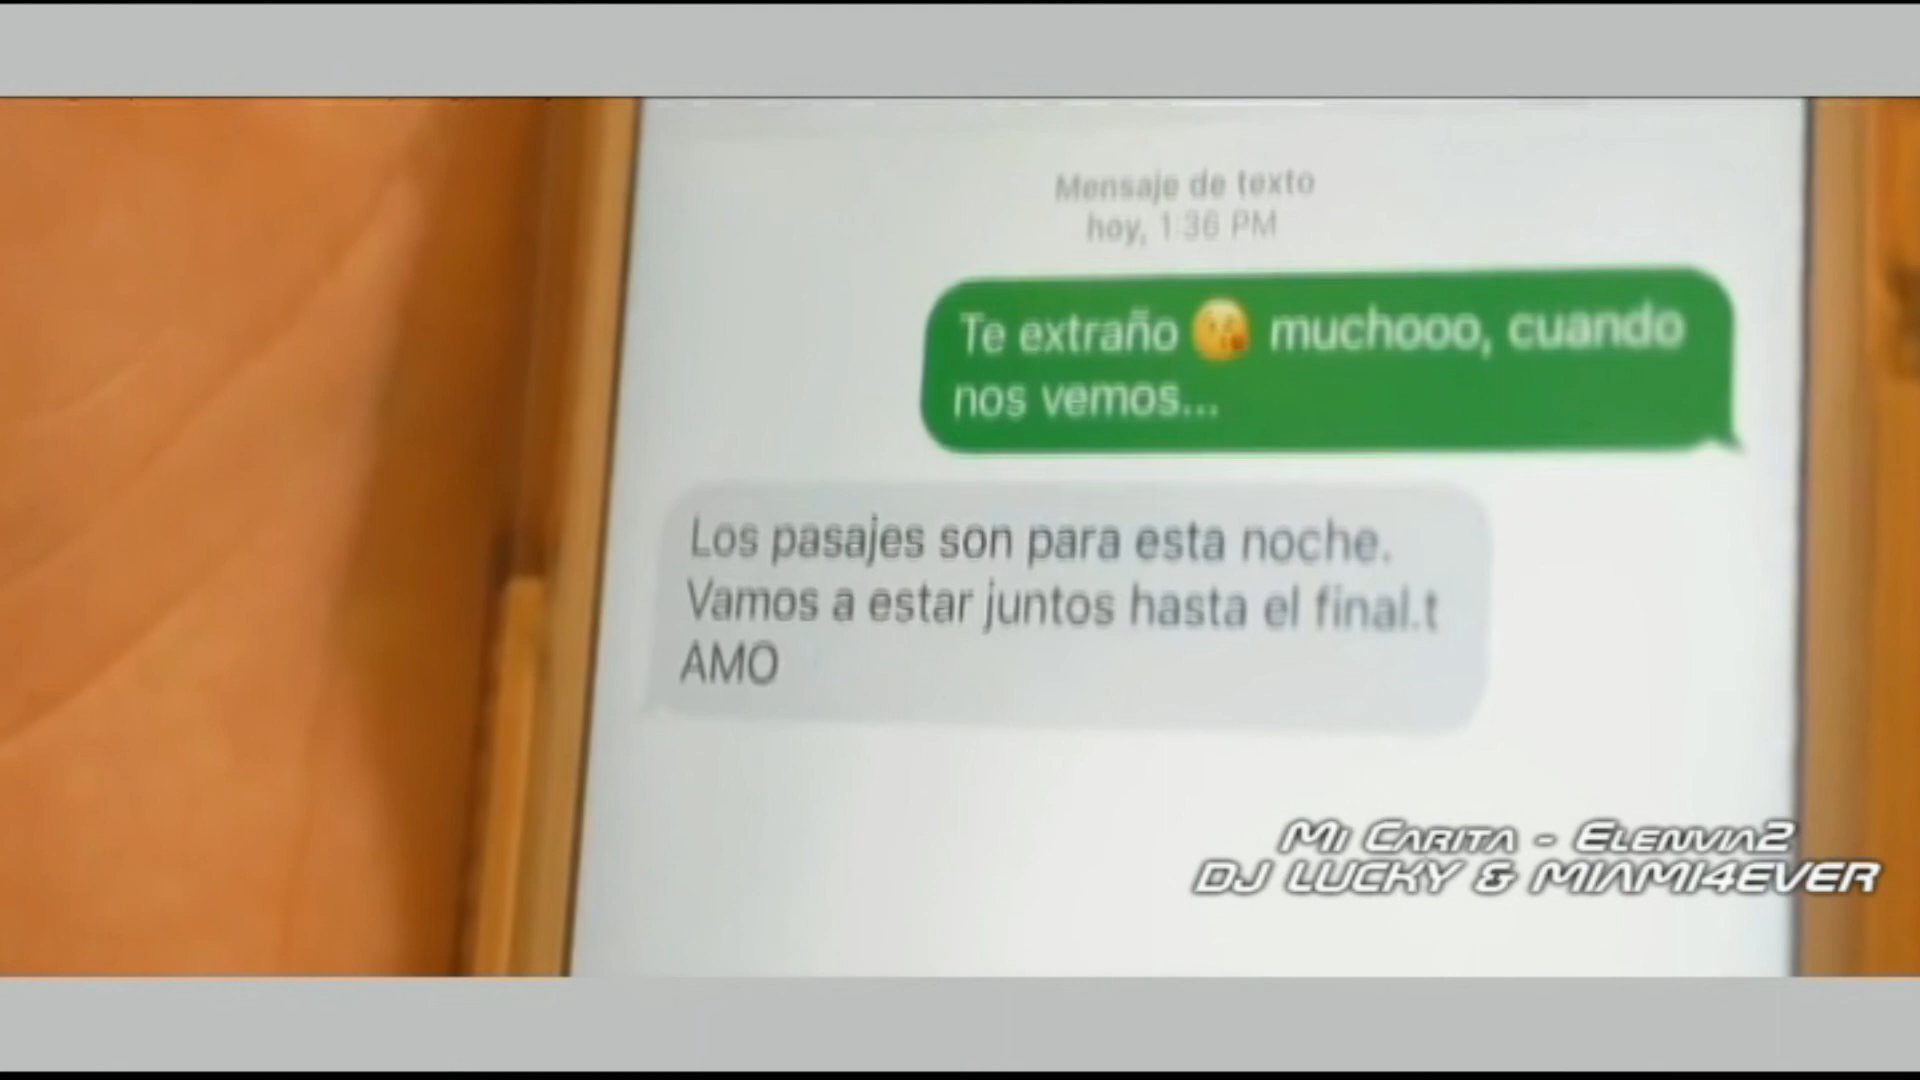 Mensaje de texto
hoy, 1:36 PM
Te extraño 😘 muchooo, cuando
nos vemos...
Los pasajes son para esta noche.
Vamos a estar juntos hasta el final.t
AMO
Mi Carita - Elenvia2
DJ LUCKY & MIAMI4EVER